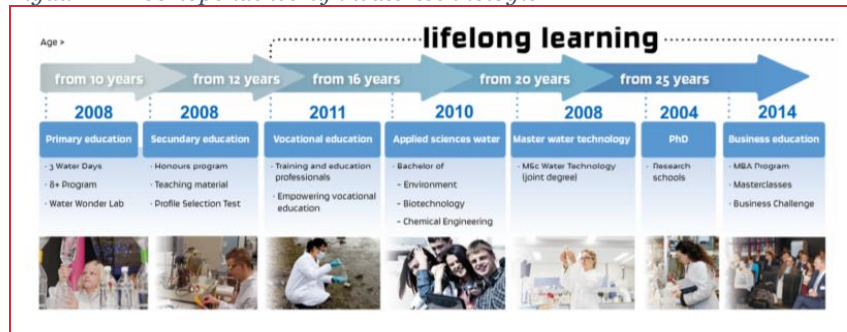 lifelong learning
Age >
from 10 years
from 12 years
from 16 years
from 20 years
from 25 years
2008
2008
2011
2010
2008
2004
2014
Primary education
Secundary education
Vocational education
Applied sciences water
Master water technology
PhD
Business education
· 3 Water Days
· 8+ Program
· Water Wonder Lab
· Honours program
· Teaching material
· Profile Selection Test
· Training and education
professionals
· Empowering vocational
education
· Bachelor of
- Environment
- Biotechnology
- Chemical Engineering
· MSc Water Technology
(joint degree)
· Research
schools
· MBA Program
· Masterclasses
· Business Challenge